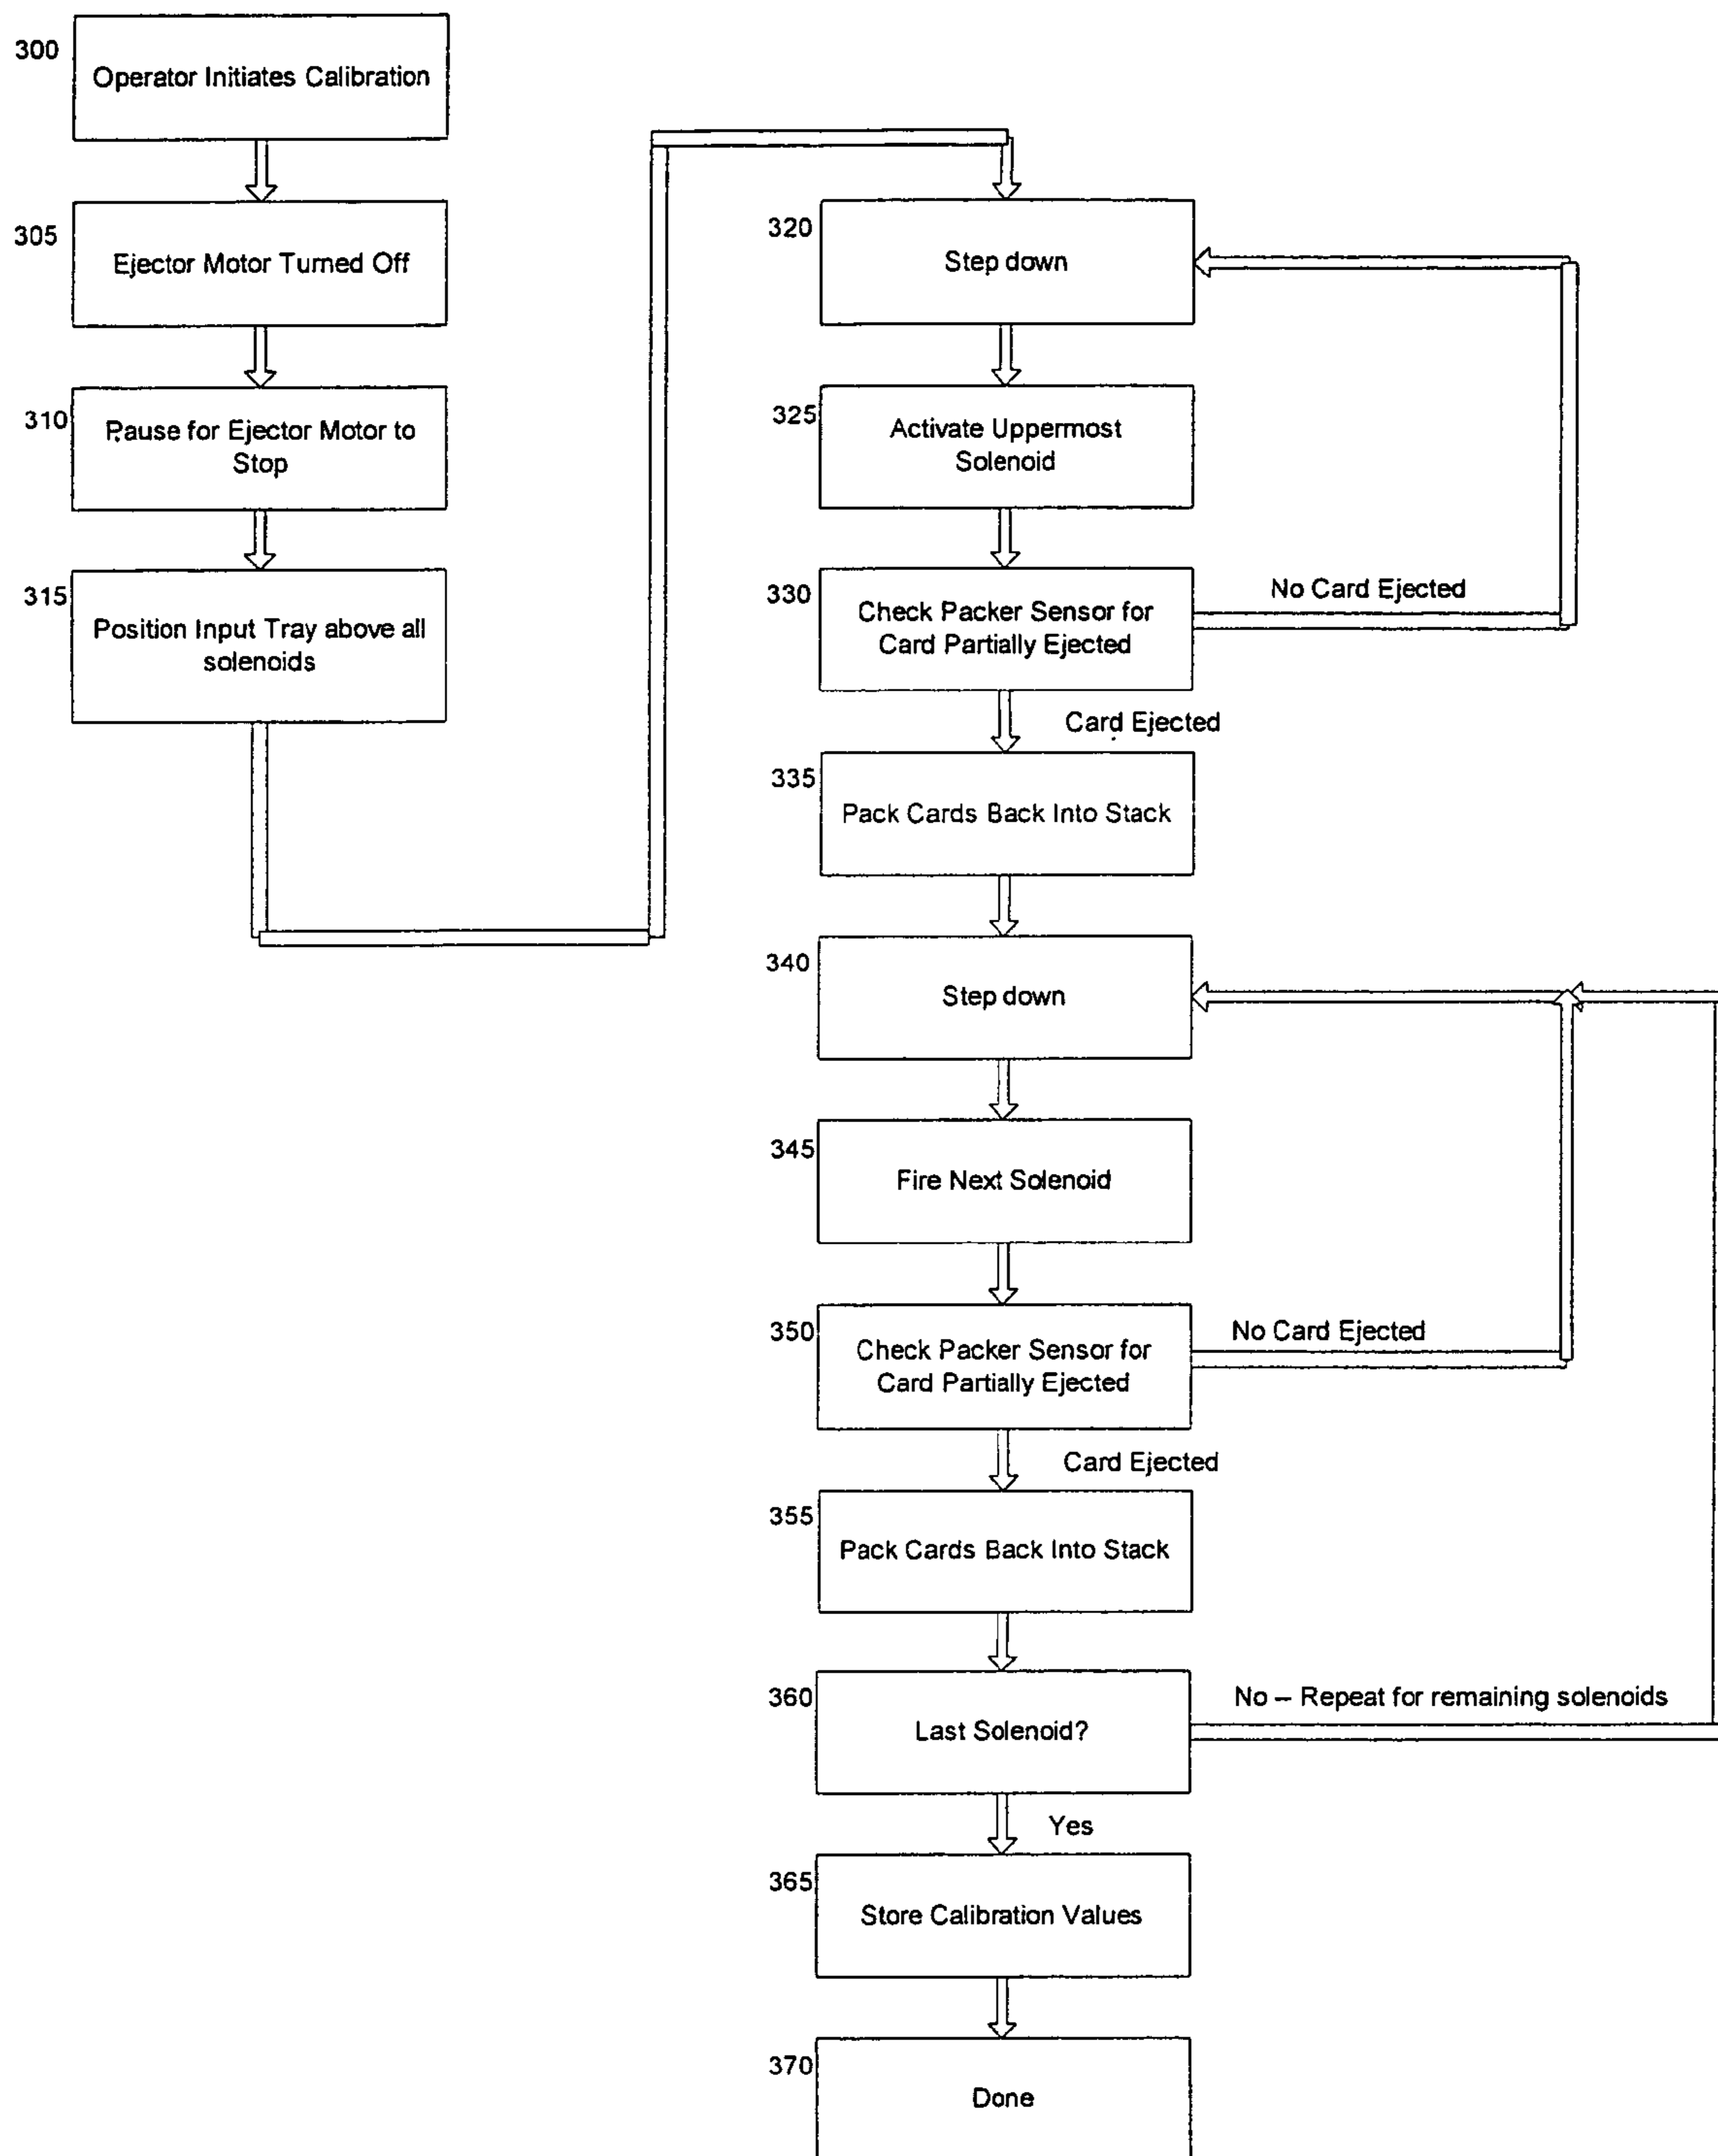 300
Operator Initiates Calibration
305
Ejector Motor Turned Off
310
Pause for Ejector Motor to
Stop
315
Position Input Tray above all
solenoids
320
Step down
325
Activate Uppermost
Solenoid
330
Check Packer Sensor for
Card Partially Ejected
No Card Ejected
Card Ejected
335
Pack Cards Back Into Stack
340
Step down
345
Fire Next Solenoid
350
Check Packer Sensor for
Card Partially Ejected
No Card Ejected
Card Ejected
355
Pack Cards Back Into Stack
360
Last Solenoid?
No – Repeat for remaining solenoids
Yes
365
Store Calibration Values
370
Done